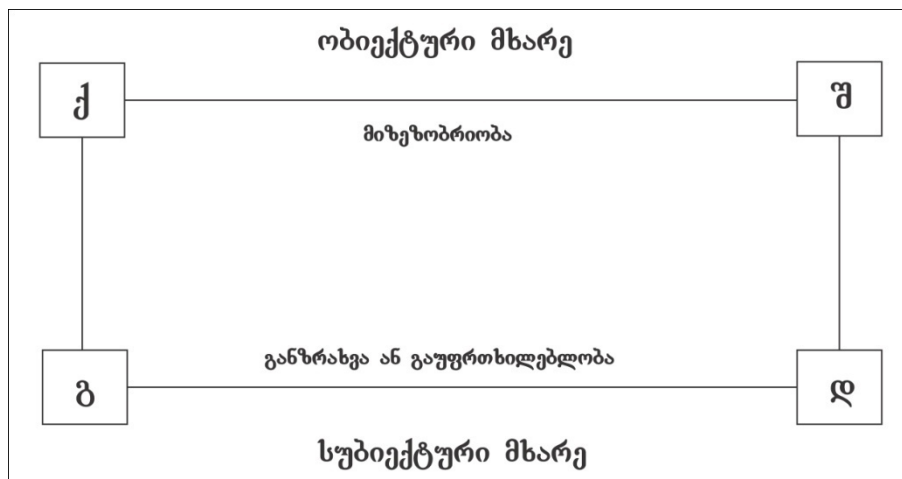 ობიექტური მხარე
ქ
შ
მიზეზობრიობა
განზრახვა ან გაუფრთხილებლობა
გ
დ
სუბიექტური მხარე